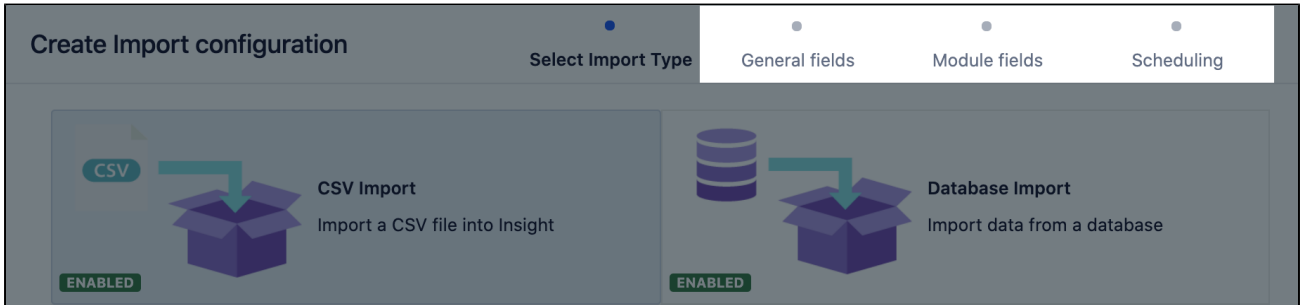 Create Import configuration
Select Import Type
General fields
Module fields
Scheduling
CSV
CSV Import
Import a CSV file into Insight
ENABLED
Database Import
Import data from a database
ENABLED